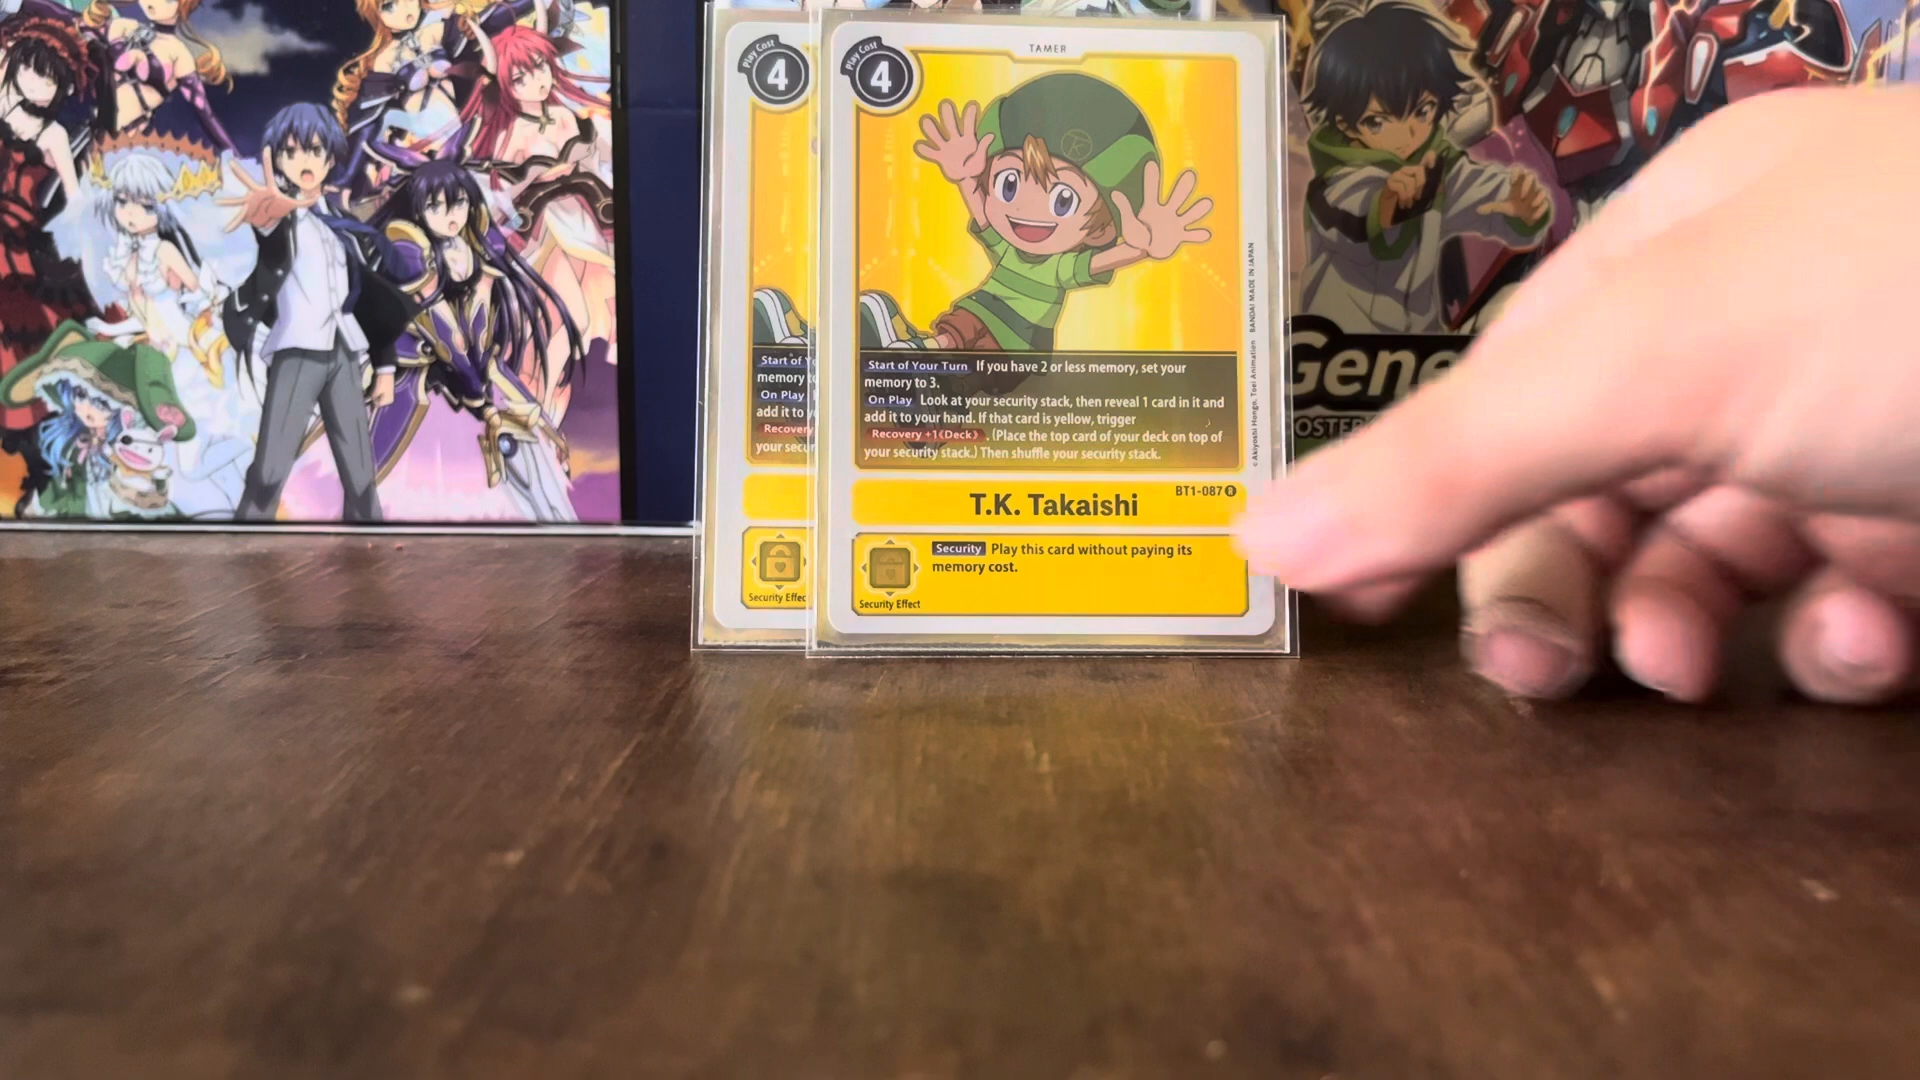 Play Cost
4
Start of Y
memory
On Play
add it to
Recovery
your secu
Security Effec
Play Cost
4
TAMER
Start of Your Turn If you have 2 or less memory, set your
memory to 3.
On Play Look at your security stack, then reveal 1 card in it and
add it to your hand. If that card is yellow, trigger
Recovery +1《Deck》. (Place the top card of your deck on top of
your security stack.) Then shuffle your security stack.
© Akiyoshi Hongo, Toei Animation BANDAI MADE IN JAPAN
BT1-087 R
T.K. Takaishi
Security Play this card without paying its
memory cost.
Security Effect
Gene